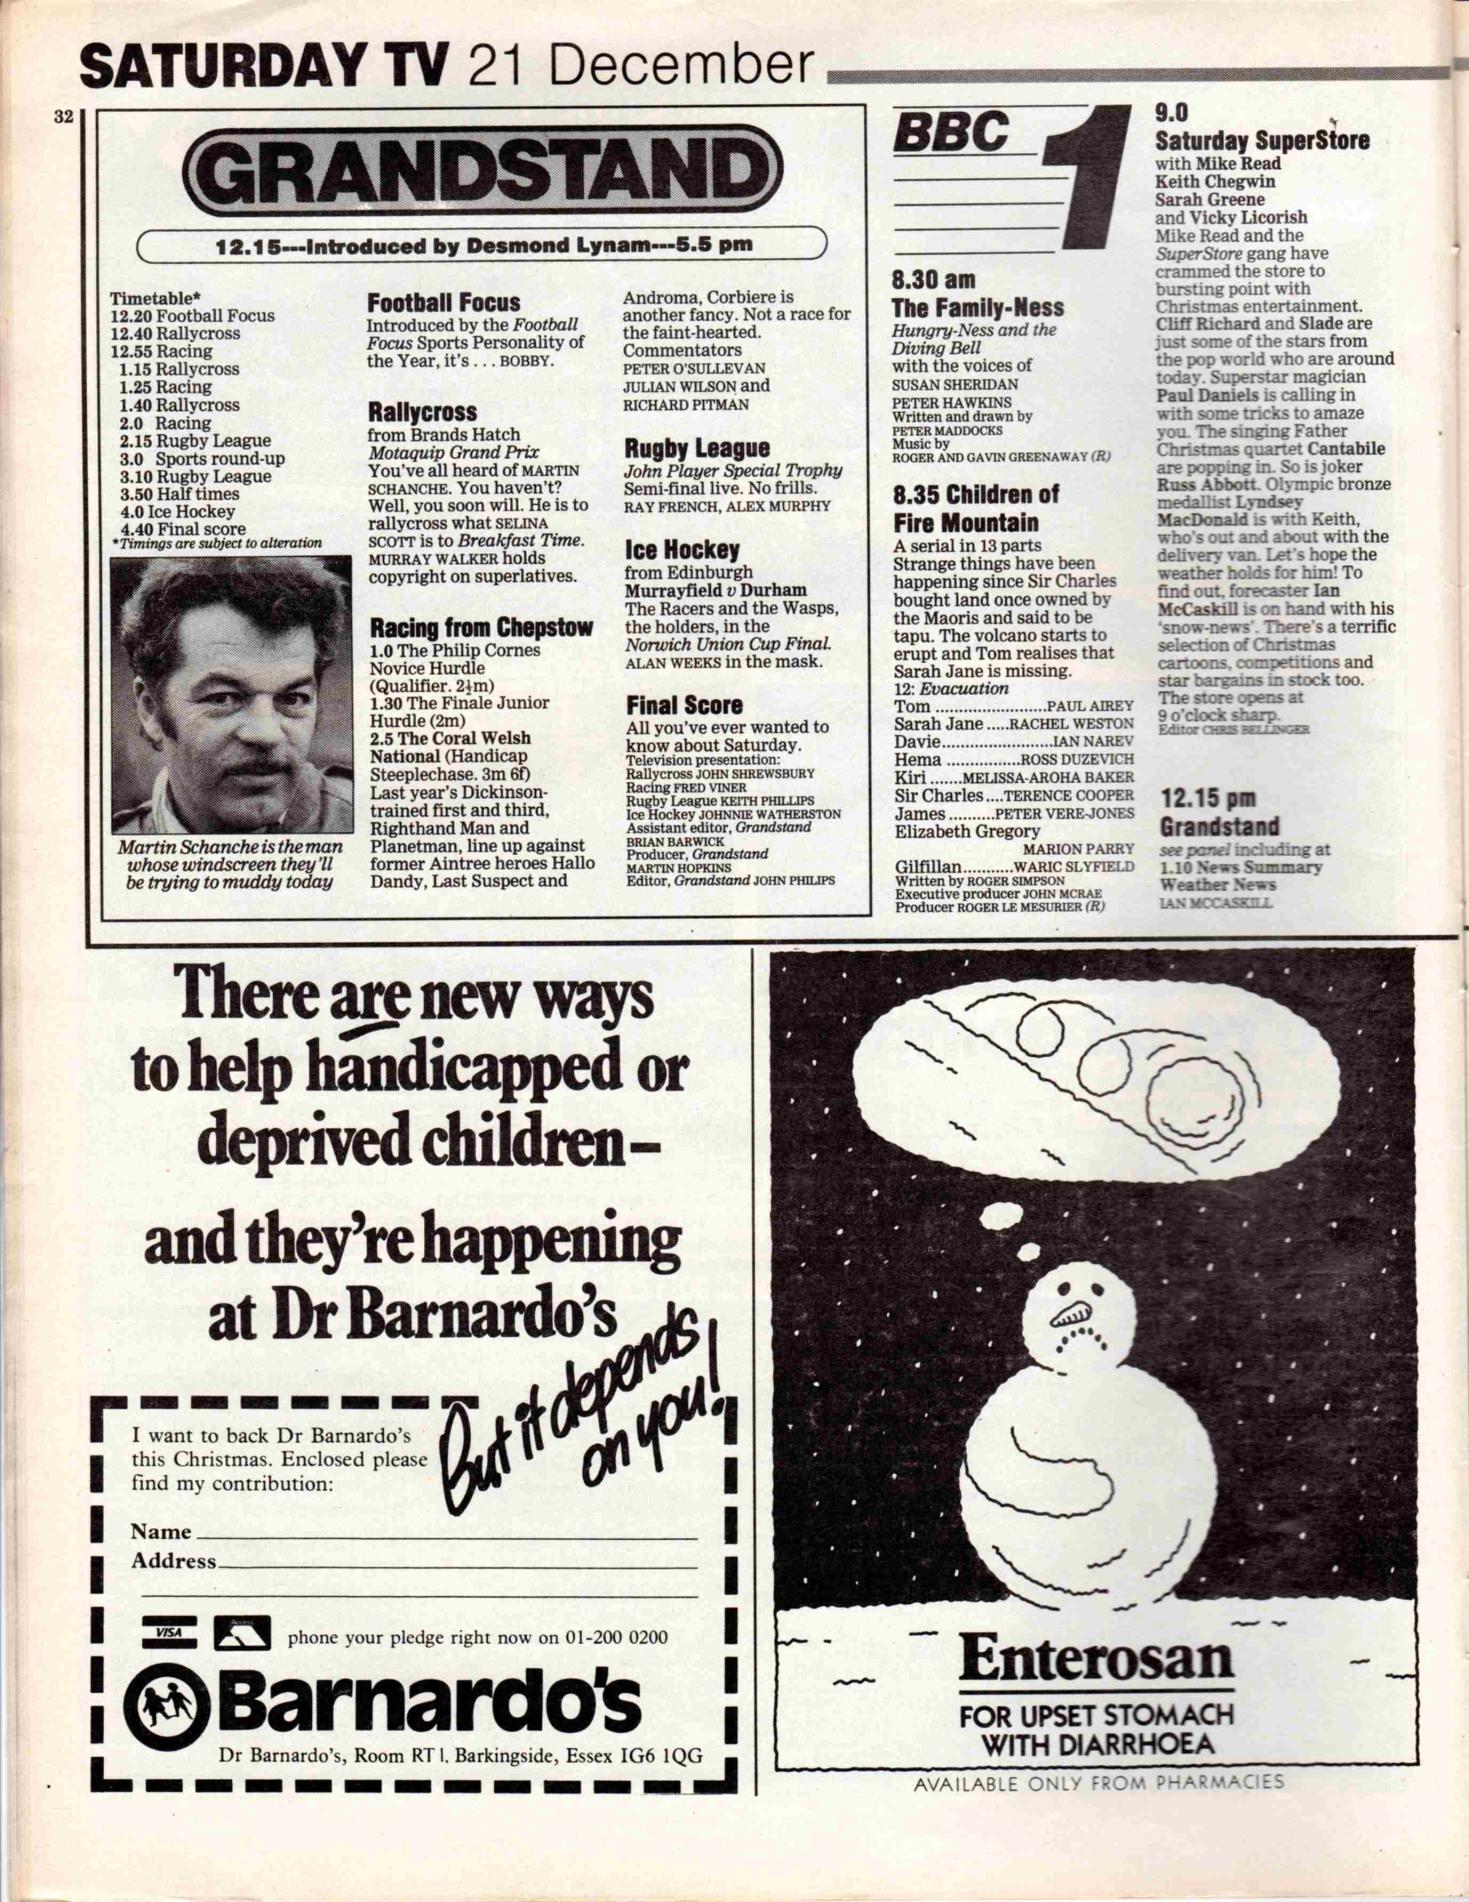 SATURDAY TV 21 December
32
GRANDSTAND
12.15---Introduced by Desmond Lynam---5.5 pm
Timetable*
12.20 Football Focus
12.40 Rallycross
12.55 Racing
1.15 Rallycross
1.25 Racing
1.40 Rallycross
2.0 Racing
2.15 Rugby League
3.0 Sports round-up
3.10 Rugby League
3.50 Half times
4.0 Ice Hockey
4.40 Final score
*Timings are subject to alteration
Martin Schanche is the man
whose windscreen they'll
be trying to muddy today
Football Focus
Introduced by the Football
Focus Sports Personality of
the Year, it's . . . BOBBY.
Rallycross
from Brands Hatch
Motaquip Grand Prix
You've all heard of MARTIN
SCHANCHE. You haven't?
Well, you soon will. He is to
rallycross what SELINA
SCOTT is to Breakfast Time.
MURRAY WALKER holds
copyright on superlatives.
Racing from Chepstow
1.0 The Philip Cornes
Novice Hurdle
(Qualifier. 2½m)
1.30 The Finale Junior
Hurdle (2m)
2.5 The Coral Welsh
National (Handicap
Steeplechase. 3m 6f)
Last year's Dickinson-
trained first and third,
Righthand Man and
Planetman, line up against
former Aintree heroes Hallo
Dandy, Last Suspect and
Androma, Corbiere is
another fancy. Not a race for
the faint-hearted.
Commentators
PETER O'SULLEVAN
JULIAN WILSON and
RICHARD PITMAN
Rugby League
John Player Special Trophy
Semi-final live. No frills.
RAY FRENCH, ALEX MURPHY
Ice Hockey
from Edinburgh
Murrayfield v Durham
The Racers and the Wasps,
the holders, in the
Norwich Union Cup Final.
ALAN WEEKS in the mask.
Final Score
All you've ever wanted to
know about Saturday.
Television presentation:
Rallycross JOHN SHREWSBURY
Racing FRED VINER
Rugby League KEITH PHILLIPS
Ice Hockey JOHNNIE WATHERSTON
Assistant editor, Grandstand
BRIAN BARWICK
Producer, Grandstand
MARTIN HOPKINS
Editor, Grandstand JOHN PHILIPS
BBC 1
8.30 am
The Family-Ness
Hungry-Ness and the
Diving Bell
with the voices of
SUSAN SHERIDAN
PETER HAWKINS
Written and drawn by
PETER MADDOCKS
Music by
ROGER AND GAVIN GREENAWAY (R)
8.35 Children of
Fire Mountain
A serial in 13 parts
Strange things have been
happening since Sir Charles
bought land once owned by
the Maoris and said to be
tapu. The volcano starts to
erupt and Tom realises that
Sarah Jane is missing.
12: Evacuation
Tom .......................PAUL AIREY
Sarah Jane .....RACHEL WESTON
Davie.......................IAN NAREV
Hema ................ROSS DUZEVICH
Kiri .......MELISSA-AROHA BAKER
Sir Charles....TERENCE COOPER
James ..........PETER VERE-JONES
Elizabeth Gregory
MARION PARRY
Gilfillan...........WARIC SLYFIELD
Written by ROGER SIMPSON
Executive producer JOHN MCRAE
Producer ROGER LE MESURIER (R)
9.0
Saturday SuperStore
with Mike Read
Keith Chegwin
Sarah Greene
and Vicky Licorish
Mike Read and the
SuperStore gang have
crammed the store to
bursting point with
Christmas entertainment.
Cliff Richard and Slade are
just some of the stars from
the pop world who are around
today. Superstar magician
Paul Daniels is calling in
with some tricks to amaze
you. The singing Father
Christmas quartet Cantabile
are popping in. So is joker
Russ Abbott. Olympic bronze
medallist Lyndsey
MacDonald is with Keith,
who's out and about with the
delivery van. Let's hope the
weather holds for him! To
find out, forecaster Ian
McCaskill is on hand with his
'snow-news'. There's a terrific
selection of Christmas
cartoons, competitions and
star bargains in stock too.
The store opens at
9 o'clock sharp.
Editor CHRIS BELLINGER
12.15 pm
Grandstand
see panel including at
1.10 News Summary
Weather News
IAN MCCASKILL
There are new ways
to help handicapped or
deprived children–
and they're happening
at Dr Barnardo's
But it depends
on you!
I want to back Dr Barnardo's
this Christmas. Enclosed please
find my contribution:
Name
Address
VISA Access phone your pledge right now on 01-200 0200
Barnardo's
Dr Barnardo's, Room RT1, Barkingside, Essex IG6 1QG
Enterosan
FOR UPSET STOMACH
WITH DIARRHOEA
AVAILABLE ONLY FROM PHARMACIES